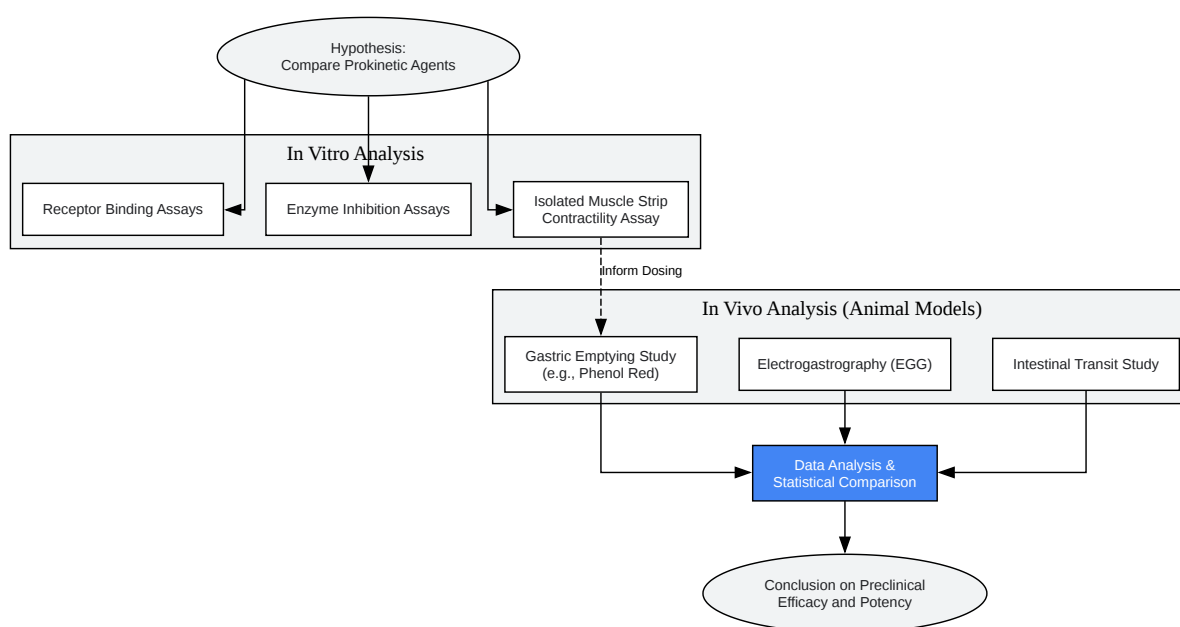 Hypothesis:
Compare Prokinetic Agents
In Vitro Analysis
Receptor Binding Assays
Enzyme Inhibition Assays
Isolated Muscle Strip
Contractility Assay
Inform Dosing
In Vivo Analysis (Animal Models)
Gastric Emptying Study
(e.g., Phenol Red)
Electrogastrography (EGG)
Intestinal Transit Study
Data Analysis &
Statistical Comparison
Conclusion on Preclinical
Efficacy and Potency